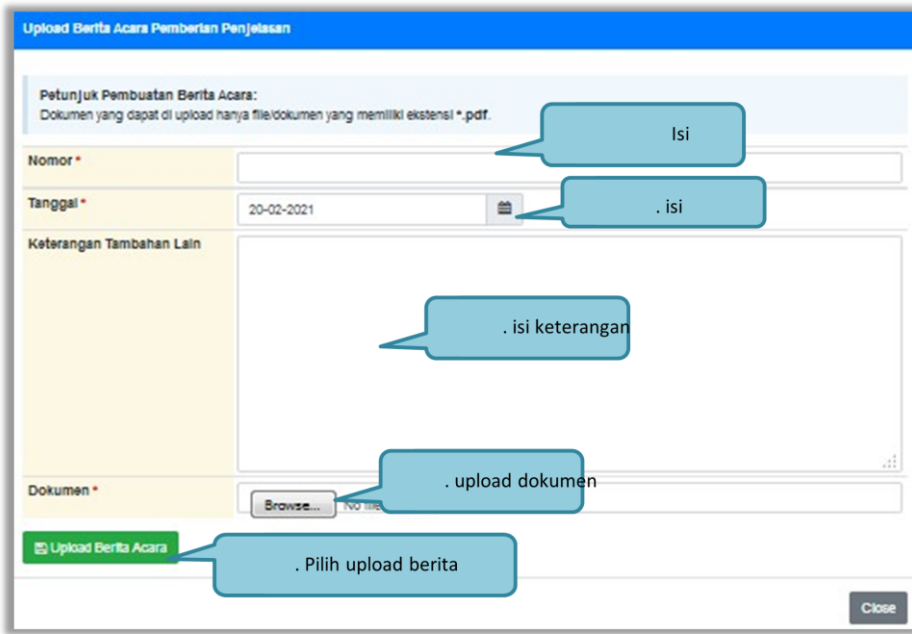 Upload Berita Acara Pemberian Penjelasan
Petunjuk Pembuatan Berita Acara:
Dokumen yang dapat di upload hanya file/dokumen yang memiliki ekstensi *.pdf.
Isi
Nomor *
Tanggal *
20-02-2021
. isi
Keterangan Tambahan Lain
. isi keterangan
. upload dokumen
Dokumen *
Browse... No
Upload Berita Acara
. Pilih upload berita
Close